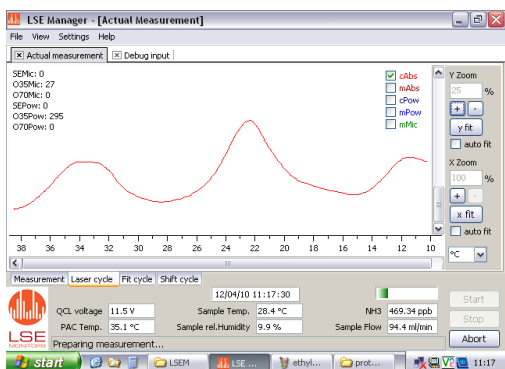 LSE Manager - [Actual Measurement]
File View Settings Help
Actual measurement Debug input
SEMic: 0
O35Mic: 27
O70Mic: 0
SEPow: 0
O35Pow: 295
O70Pow: 0
cAbs
mAbs
cPow
mPow
mMic
Y Zoom
25 %
+ -
y fit
auto fit
X Zoom
100 %
+ -
x fit
auto fit
°C
38 36 34 32 30 28 26 24 22 20 18 16 14 12 10
Measurement Laser cycle Fit cycle Shift cycle
12/04/10 11:17:30
QCL voltage 11.5 V Sample Temp. 28.4 °C NH3 469.34 ppb
PAC Temp. 35.1 °C Sample rel.Humidity 9.9 % Sample Flow 94.4 ml/min
Start
Stop
Abort
LSE
MONITORS
Preparing measurement...
start LSEM LSE ... ethyl... prot... V2 11:17